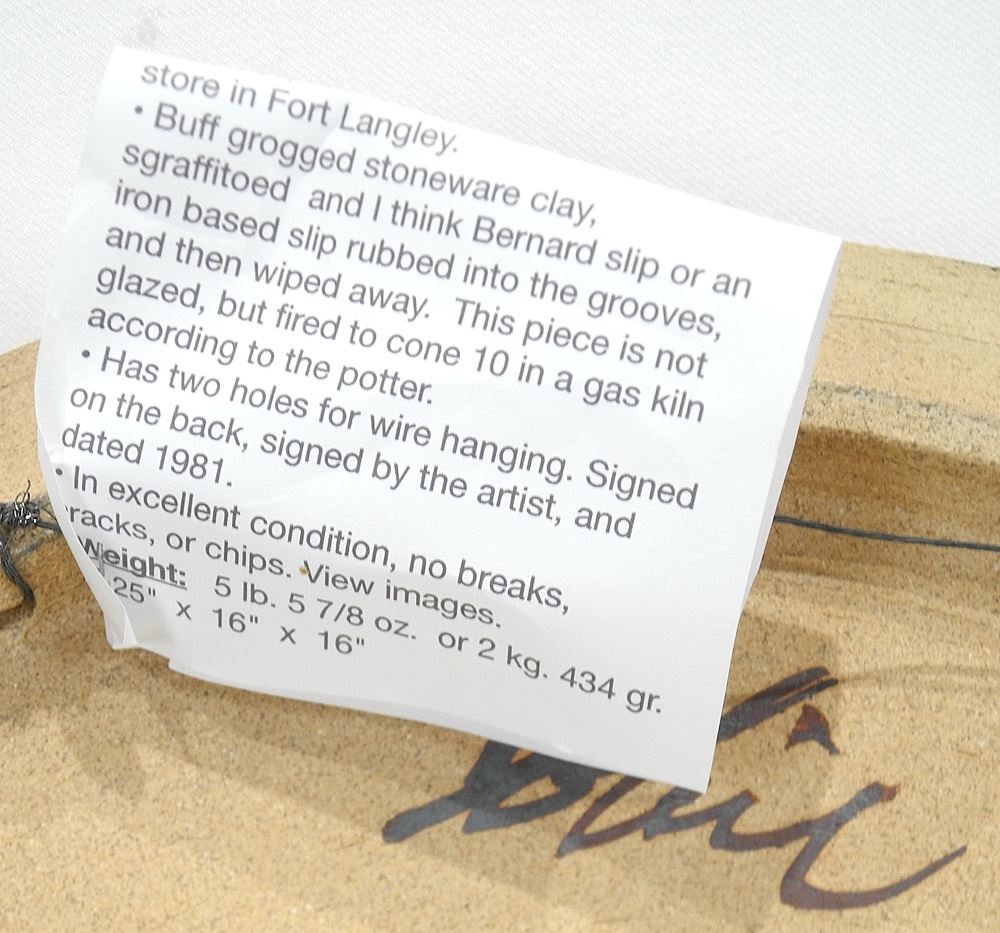 store in Fort Langley.
• Buff grogged stoneware clay,
sgraffitoed and I think Bernard slip or an
iron based slip rubbed into the grooves,
and then wiped away. This piece is not
glazed, but fired to cone 10 in a gas kiln
according to the potter.
• Has two holes for wire hanging. Signed
on the back, signed by the artist, and
dated 1981.
• In excellent condition, no breaks,
racks, or chips. View images.
Weight: 5 lb. 5 7/8 oz. or 2 kg. 434 gr.
25" x 16" x 16"